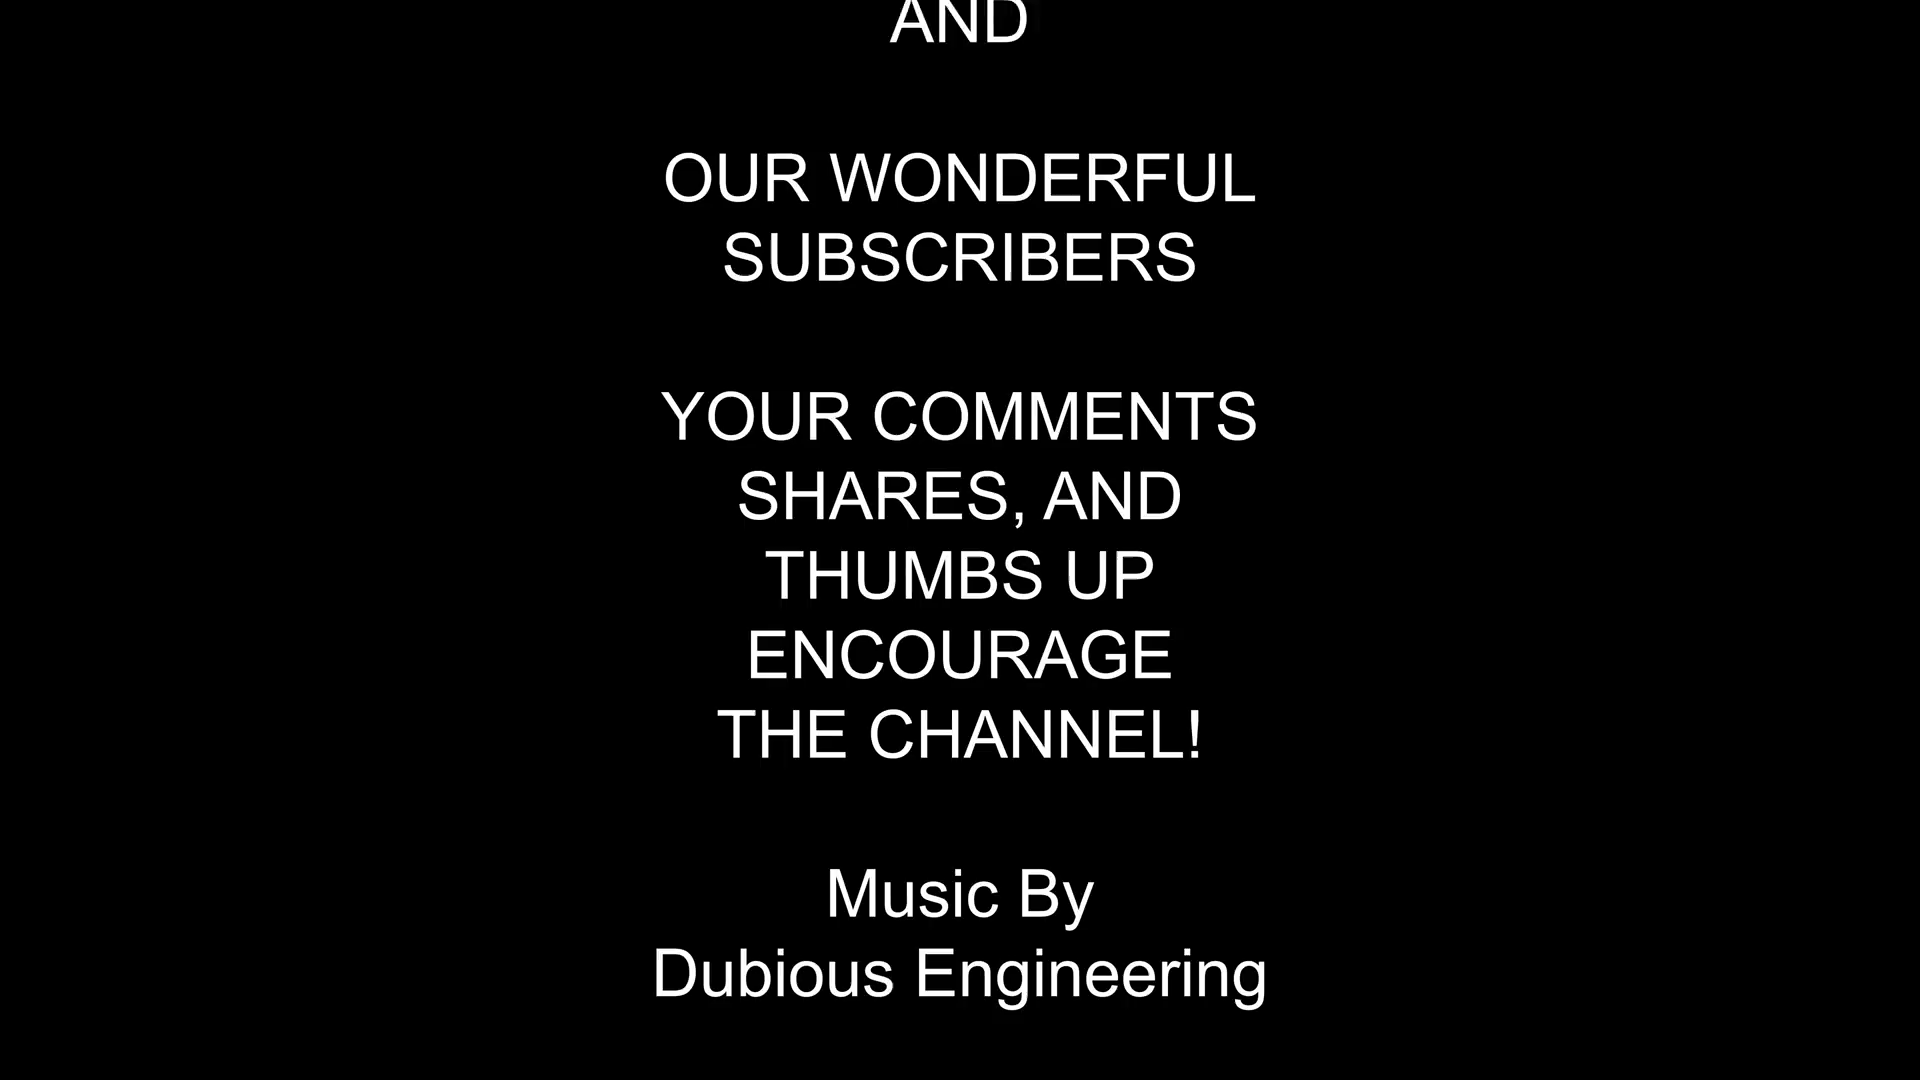 AND
OUR WONDERFUL
SUBSCRIBERS
YOUR COMMENTS
SHARES, AND
THUMBS UP
ENCOURAGE
THE CHANNEL!
Music By
Dubious Engineering